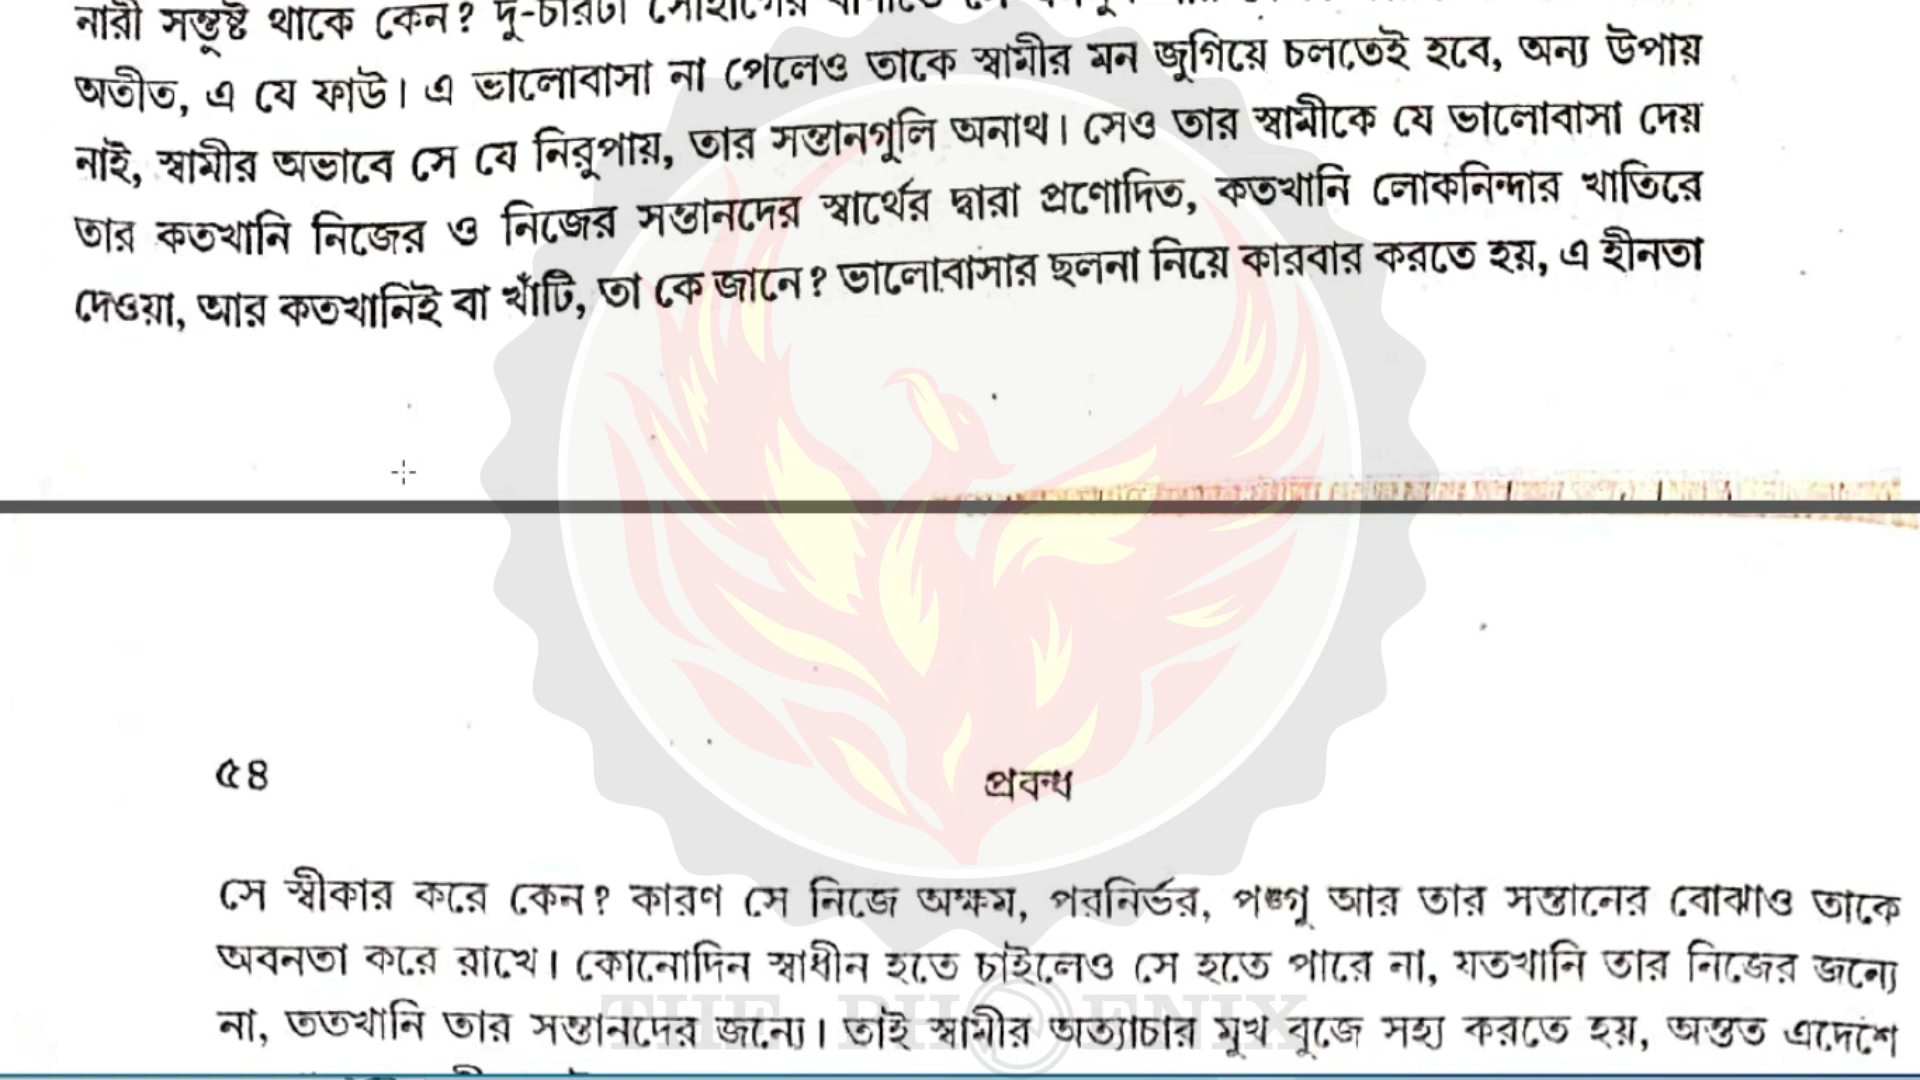 নারী সন্তুষ্ট থাকে কেন? দু-চারটা সোহাগের
অতীত, এ যে ফাউ। এ ভালোবাসা না পেলেও তাকে স্বামীর মন জুগিয়ে চলতেই হবে, অন্য উপায়
নাই, স্বামীর অভাবে সে যে নিরুপায়, তার সন্তানগুলি অনাথ। সেও তার স্বামীকে যে ভালোবাসা দেয়
তার কতখানি নিজের ও নিজের সন্তানদের স্বার্থের দ্বারা প্রণোদিত, কতখানি লোকনিন্দার খাতিরে
দেওয়া, আর কতখানিই বা খাঁটি, তা কে জানে? ভালোবাসার ছলনা নিয়ে কারবার করতে হয়, এ হীনতা
৫৪
প্রবন্ধ
সে স্বীকার করে কেন? কারণ সে নিজে অক্ষম, পরনির্ভর, পঙ্গু আর তার সন্তানের বোঝাও তাকে
অবনতা করে রাখে। কোনোদিন স্বাধীন হতে চাইলেও সে হতে পারে না, যতখানি তার নিজের জন্যে
না, ততখানি তার সন্তানদের জন্যে। তাই স্বামীর অত্যাচার মুখ বুজে সহ্য করতে হয়, অন্তত এদেশে
THE PHOENIX